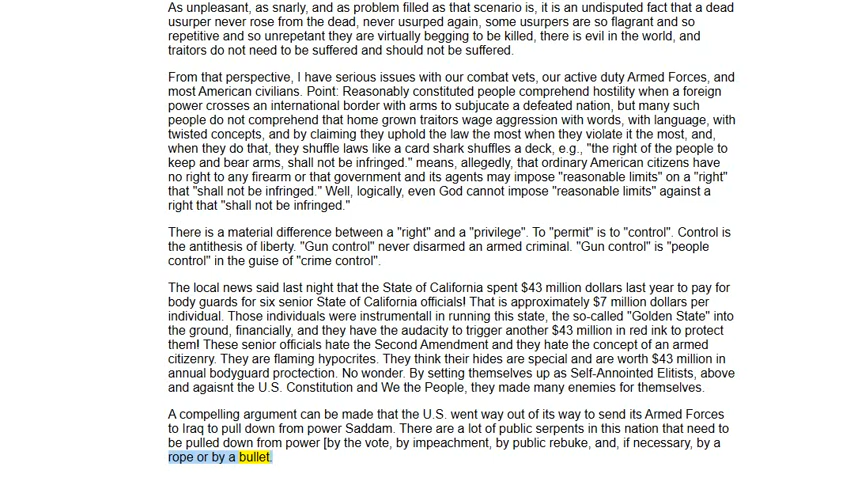 As unpleasant, as snarly, and as problem filled as that scenario is, it is an undisputed fact that a dead
usurper never rose from the dead, never usurped again, some usurpers are so flagrant and so
repetitive and so unrepetant they are virtually begging to be killed, there is evil in the world, and
traitors do not need to be suffered and should not be suffered.
From that perspective, I have serious issues with our combat vets, our active duty Armed Forces, and
most American civilians. Point: Reasonably constituted people comprehend hostility when a foreign
power crosses an international border with arms to subjucate a defeated nation, but many such
people do not comprehend that home grown traitors wage aggression with words, with language, with
twisted concepts, and by claiming they uphold the law the most when they violate it the most, and,
when they do that, they shuffle laws like a card shark shuffles a deck, e.g., "the right of the people to
keep and bear arms, shall not be infringed." means, allegedly, that ordinary American citizens have
no right to any firearm or that government and its agents may impose "reasonable limits" on a "right"
that "shall not be infringed." Well, logically, even God cannot impose "reasonable limits" against a
right that "shall not be infringed."
There is a material difference between a "right" and a "privilege". To "permit" is to "control". Control is
the antithesis of liberty. "Gun control" never disarmed an armed criminal. "Gun control" is "people
control" in the guise of "crime control".
The local news said last night that the State of California spent $43 million dollars last year to pay for
body guards for six senior State of California officials! That is approximately $7 million dollars per
individual. Those individuals were instrumentall in running this state, the so-called "Golden State" into
the ground, financially, and they have the audacity to trigger another $43 million in red ink to protect
them! These senior officials hate the Second Amendment and they hate the concept of an armed
citizenry. They are flaming hypocrites. They think their hides are special and are worth $43 million in
annual bodyguard proctection. No wonder. By setting themselves up as Self-Annointed Elitists, above
and agaisnt the U.S. Constitution and We the People, they made many enemies for themselves.
A compelling argument can be made that the U.S. went way out of its way to send its Armed Forces
to Iraq to pull down from power Saddam. There are a lot of public serpents in this nation that need to
be pulled down from power [by the vote, by impeachment, by public rebuke, and, if necessary, by a
rope or by a bullet.